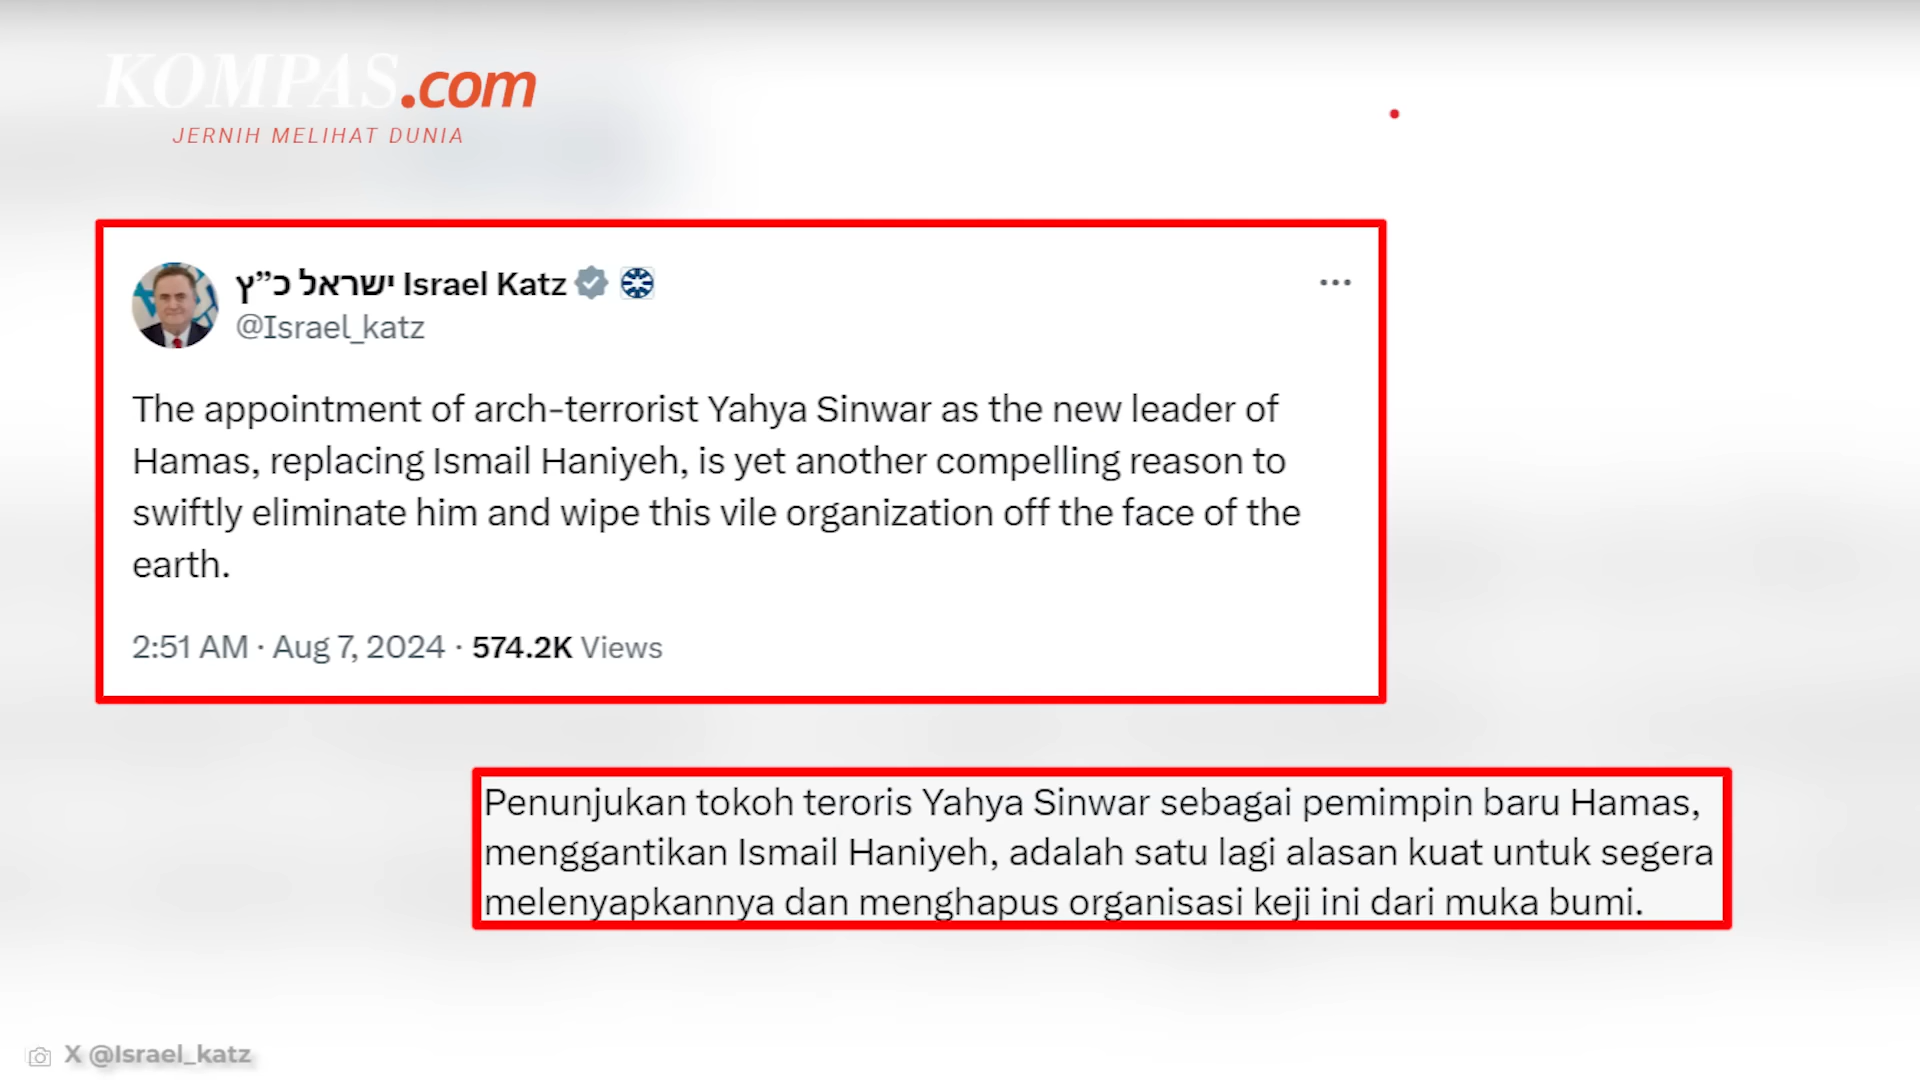 KOMPAS.com
JERNIH MELIHAT DUNIA
ישראל כ”ץ Israel Katz
@Israel_katz
The appointment of arch-terrorist Yahya Sinwar as the new leader of
Hamas, replacing Ismail Haniyeh, is yet another compelling reason to
swiftly eliminate him and wipe this vile organization off the face of the
earth.
2:51 AM · Aug 7, 2024 · 574.2K Views
Penunjukan tokoh teroris Yahya Sinwar sebagai pemimpin baru Hamas,
menggantikan Ismail Haniyeh, adalah satu lagi alasan kuat untuk segera
melenyapkannya dan menghapus organisasi keji ini dari muka bumi.
X @Israel_katz